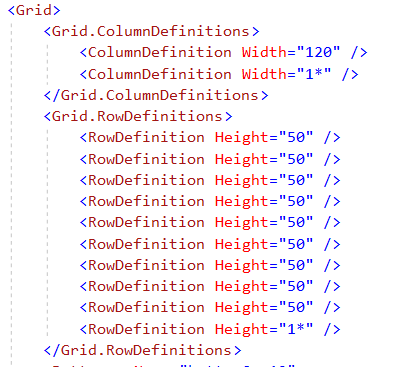 <Grid>
<Grid.ColumnDefinitions>
<ColumnDefinition Width="120" />
<ColumnDefinition Width="1*" />
</Grid.ColumnDefinitions>
<Grid.RowDefinitions>
<RowDefinition Height="50" />
<RowDefinition Height="50" />
<RowDefinition Height="50" />
<RowDefinition Height="50" />
<RowDefinition Height="50" />
<RowDefinition Height="50" />
<RowDefinition Height="50" />
<RowDefinition Height="50" />
<RowDefinition Height="50" />
<RowDefinition Height="1*" />
</Grid.RowDefinitions>